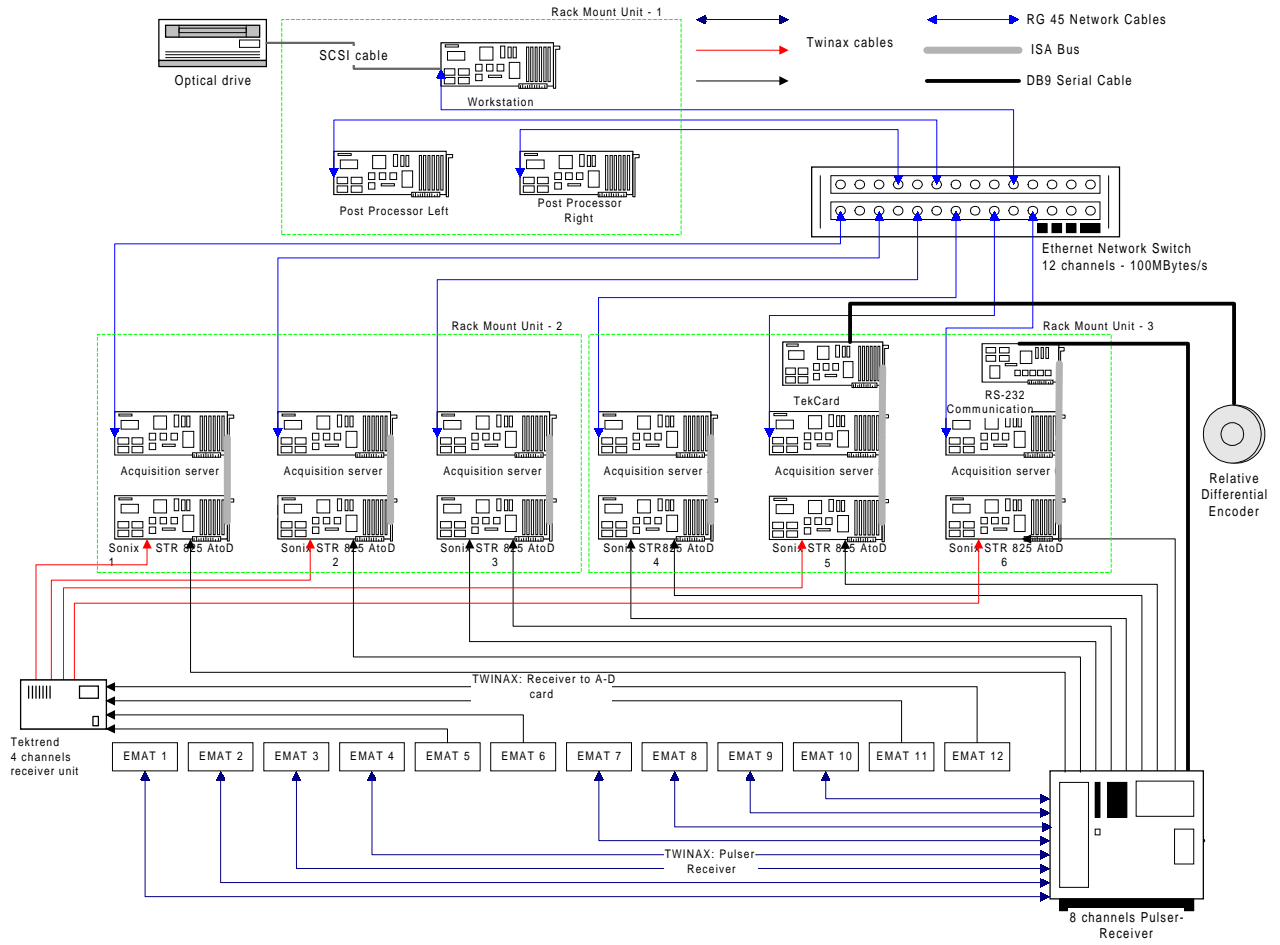 Rack Mount Unit - 1
RG 45 Network Cables
Twinax cables
ISA Bus
DB9 Serial Cable
SCSI cable
Optical drive
Workstation
Post Processor Left
Post Processor
Right
Ethernet Network Switch
12 channels - 100MBytes/s
Rack Mount Unit - 2
Rack Mount Unit - 3
TekCard
RS-232
Communication
Acquisition server
Acquisition server
Acquisition server
Acquisition server
Acquisition server
Acquisition server
Relative
Differential
Encoder
Sonix STR 825 AtoD
1
Sonix STR 825 AtoD
2
Sonix STR 825 AtoD
3
Sonix STR 825 AtoD
4
Sonix STR 825 AtoD
5
Sonix STR 825 AtoD
6
TWINAX: Receiver to A-D
card
Tektrend
4 channels
receiver unit
EMAT 1
EMAT 2
EMAT 3
EMAT 4
EMAT 5
EMAT 6
EMAT 7
EMAT 8
EMAT 9
EMAT 10
EMAT 11
EMAT 12
TWINAX: Pulser
Receiver
8 channels Pulser-
Receiver